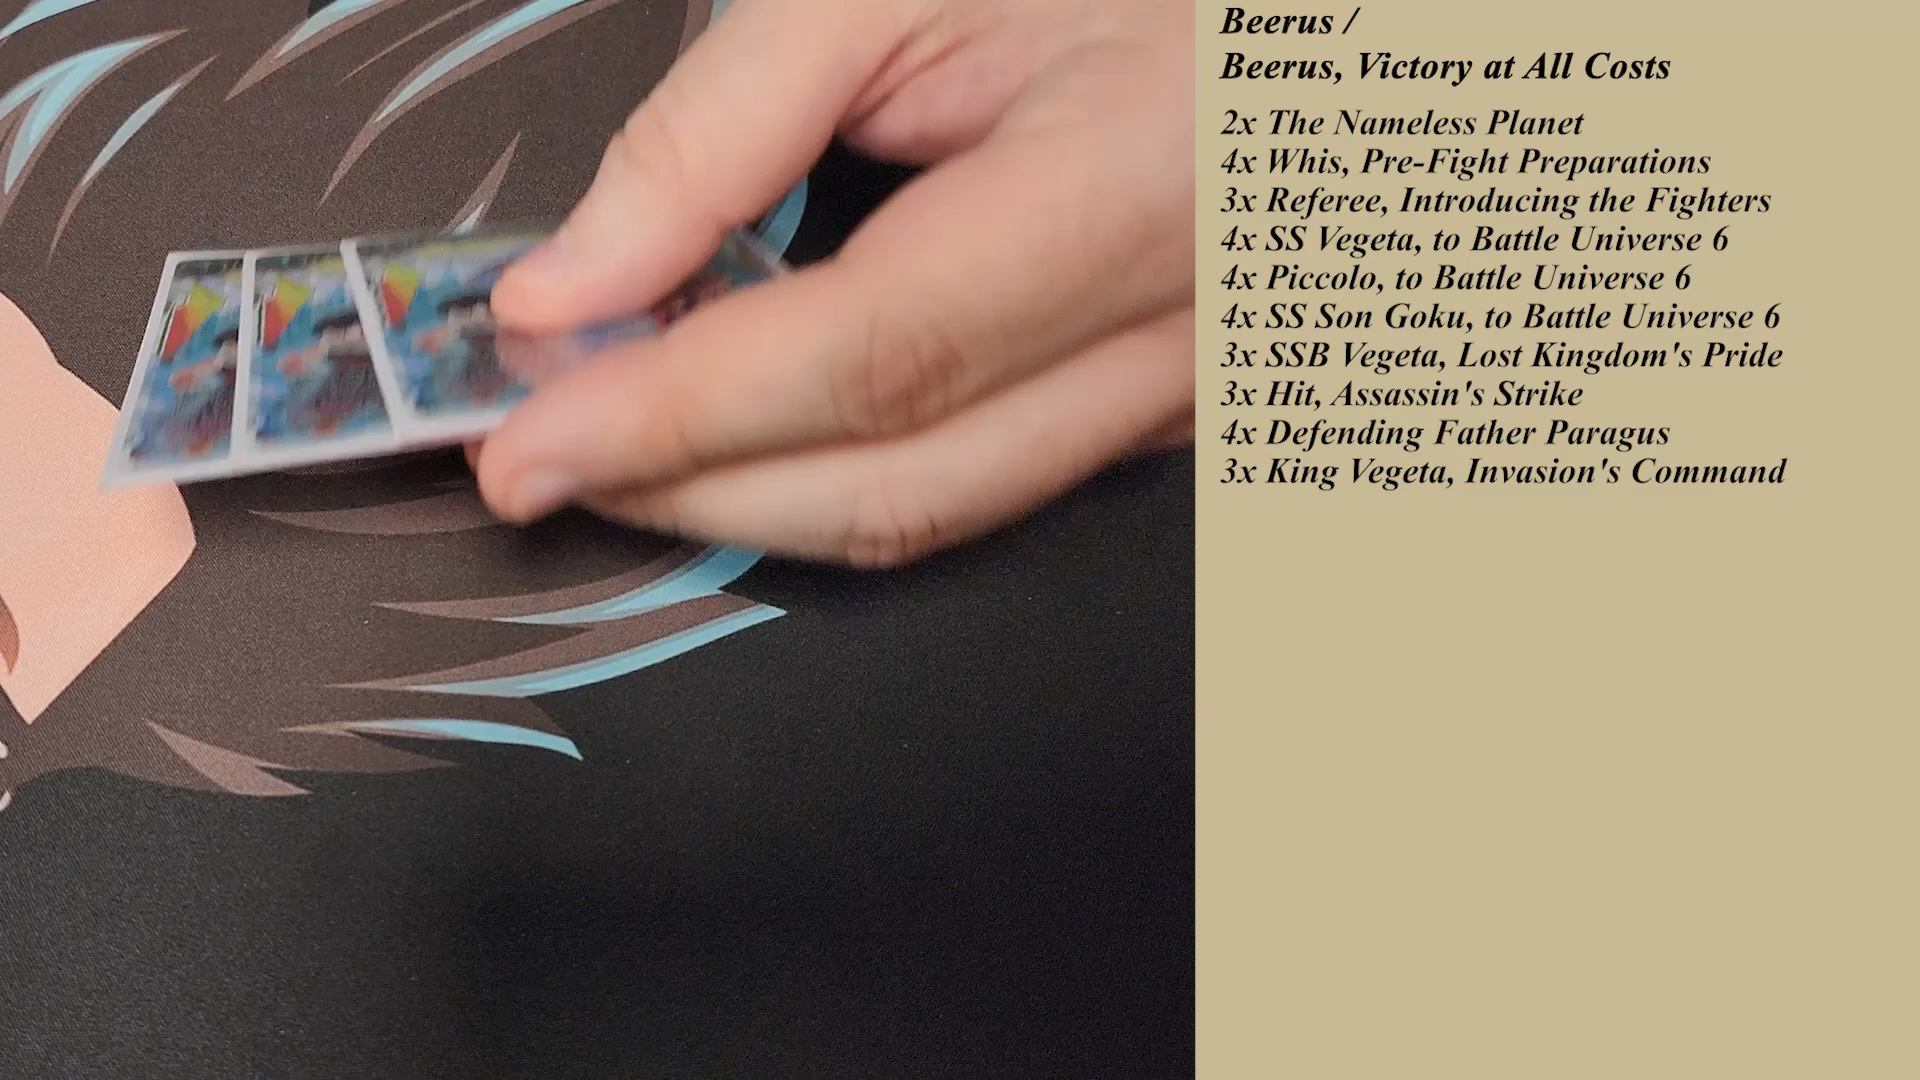 Beerus /
Beerus, Victory at All Costs
2x The Nameless Planet
4x Whis, Pre-Fight Preparations
3x Referee, Introducing the Fighters
4x SS Vegeta, to Battle Universe 6
4x Piccolo, to Battle Universe 6
4x SS Son Goku, to Battle Universe 6
3x SSB Vegeta, Lost Kingdom's Pride
3x Hit, Assassin's Strike
4x Defending Father Paragus
3x King Vegeta, Invasion's Command